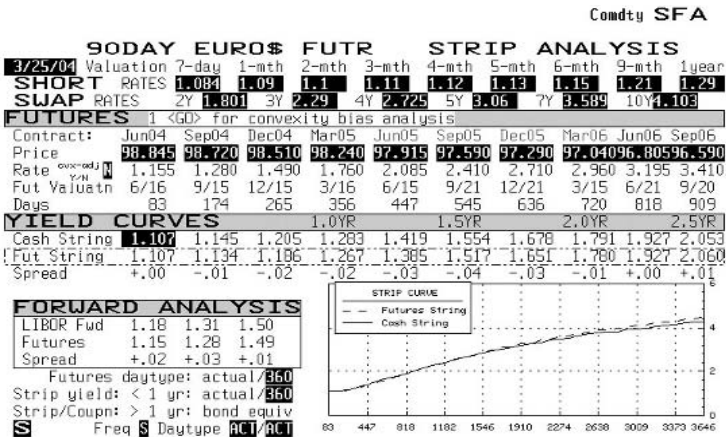 Comdty SFA
90DAY EURO$ FUTR STRIP ANALYSIS
3/25/04 Valuation 7-day 1-mth 2-mth 3-mth 4-mth 5-mth 6-mth 9-mth 1year
SHORT RATES 1.084 1.09 1.1 1.11 1.12 1.13 1.15 1.21 1.29
SWAP RATES 2Y 1.801 3Y 2.29 4Y 2.725 5Y 3.06 7Y 3.589 10Y 4.103
FUTURES 1 <GO> for convexity bias analysis
Contract: Jun04 Sep04 Dec04 Mar05 Jun05 Sep05 Dec05 Mar06 Jun06 Sep06
Price 98.845 98.720 98.510 98.240 97.915 97.590 97.290 97.040 96.805 96.590
Rate cvx-adj Y/N N 1.155 1.280 1.490 1.760 2.085 2.410 2.710 2.960 3.195 3.410
Fut Valuatn 6/16 9/15 12/15 3/16 6/15 9/21 12/21 3/15 6/21 9/20
Days 83 174 265 356 447 545 636 720 818 909
YIELD CURVES 1.0YR 1.5YR 2.0YR 2.5YR
Cash String 1.107 1.145 1.205 1.283 1.419 1.554 1.678 1.791 1.927 2.053
Fut String 1.107 1.134 1.186 1.267 1.385 1.517 1.651 1.780 1.927 2.060
Spread +.00 -.01 -.02 -.02 -.03 -.04 -.03 -.01 +.00 +.01
FORWARD ANALYSIS
LIBOR Fwd 1.18 1.31 1.50
Futures 1.15 1.28 1.49
Spread +.02 +.03 +.01
Futures daytype: actual/360
Strip yield: < 1 yr: actual/360
Strip/Coupn: > 1 yr: bond equiv
S Freq S Daytype ACT/ACT
STRIP CURVE
Futures String
Cash String
6
4
2
0
83 447 818 1182 1546 1910 2274 2638 3009 3373 3646